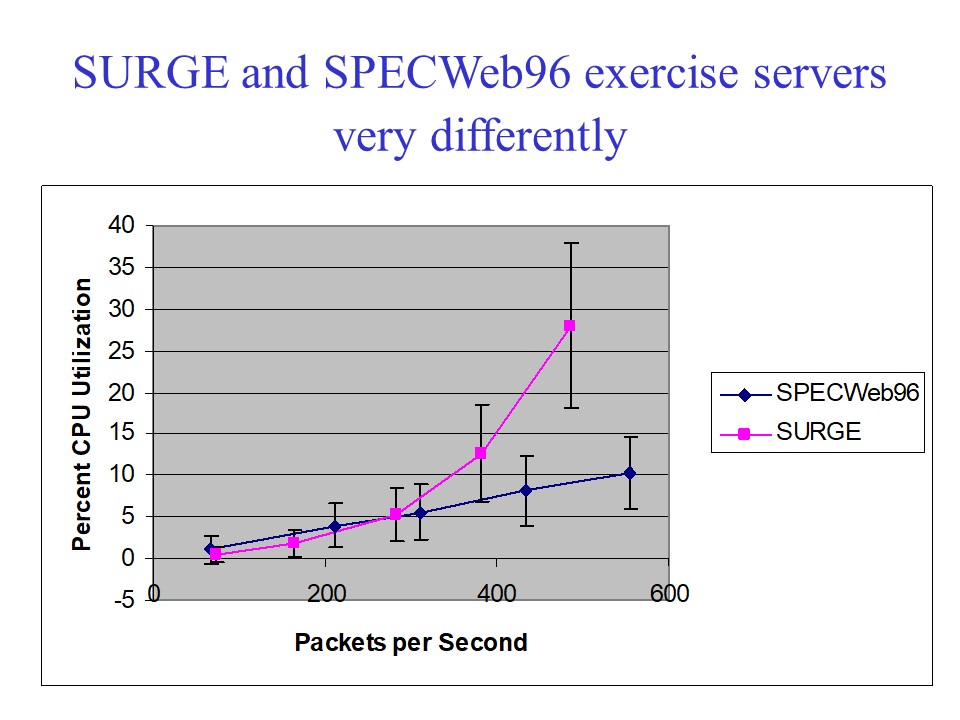 SURGE and SPECWeb96 exercise servers
very differently
40
35
30
25
20
15
10
5
0
-5
0 200 400 600
Percent CPU Utilization
Packets per Second
SPECWeb96
SURGE